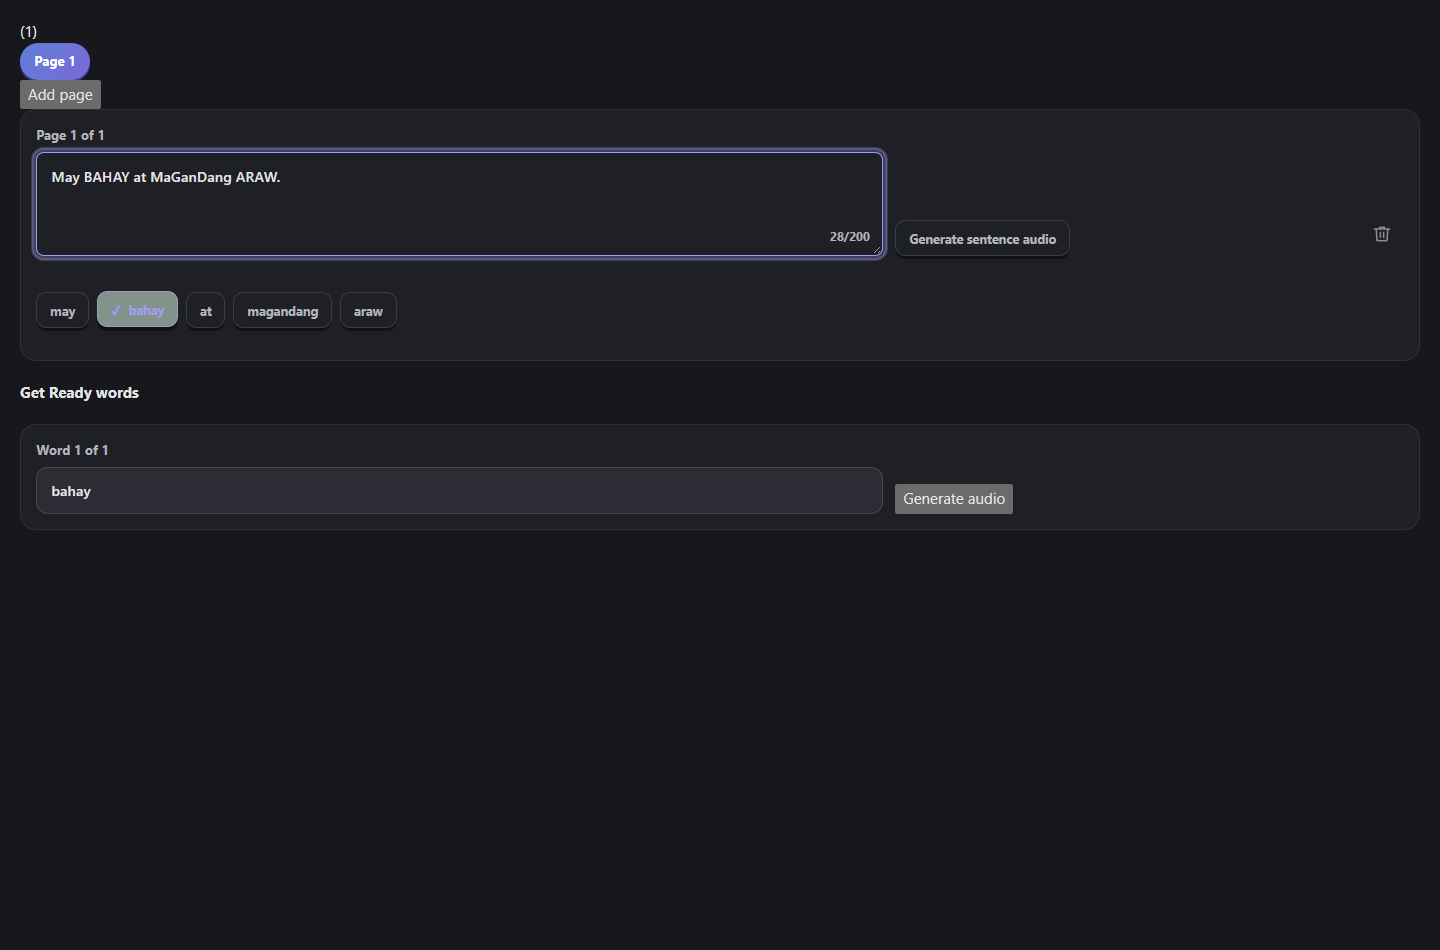 (1)
Page 1
Add page
Page 1 of 1
May BAHAY at MaGanDang ARAW.
28/200
Generate sentence audio
may
✓ bahay
at
magandang
araw
Get Ready words
Word 1 of 1
bahay
Generate audio